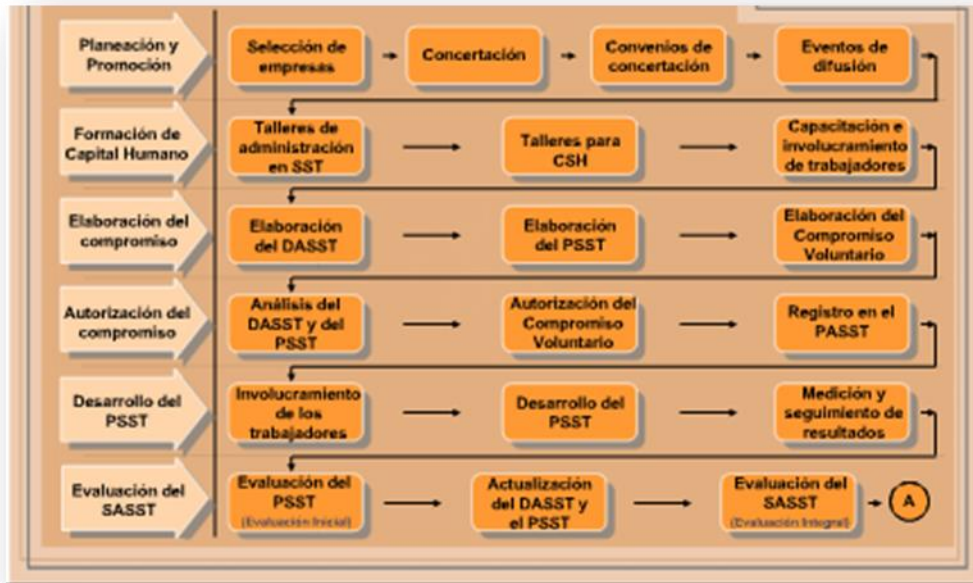 Planeación y
Promoción
Selección de
empresas
Concertación
Convenios de
concertación
Eventos de
difusión
Formación de
Capital Humano
Talleres de
administración
en SST
Talleres para
CSH
Capacitación e
involucramiento
de trabajadores
Elaboración del
compromiso
Elaboración
del DASST
Elaboración
del PSST
Elaboración del
Compromiso
Voluntario
Autorización del
compromiso
Análisis del
DASST y del
PSST
Autorización del
Compromiso
Voluntario
Registro en el
PASST
Desarrollo del
PSST
Involucramiento
de los
trabajadores
Desarrollo del
PSST
Medición y
seguimiento de
resultados
Evaluación del
SASST
Evaluación del
PSST
(Evaluación Inicial)
Actualización
del DASST y
el PSST
Evaluación del
SASST
(Evaluación Integral)
A